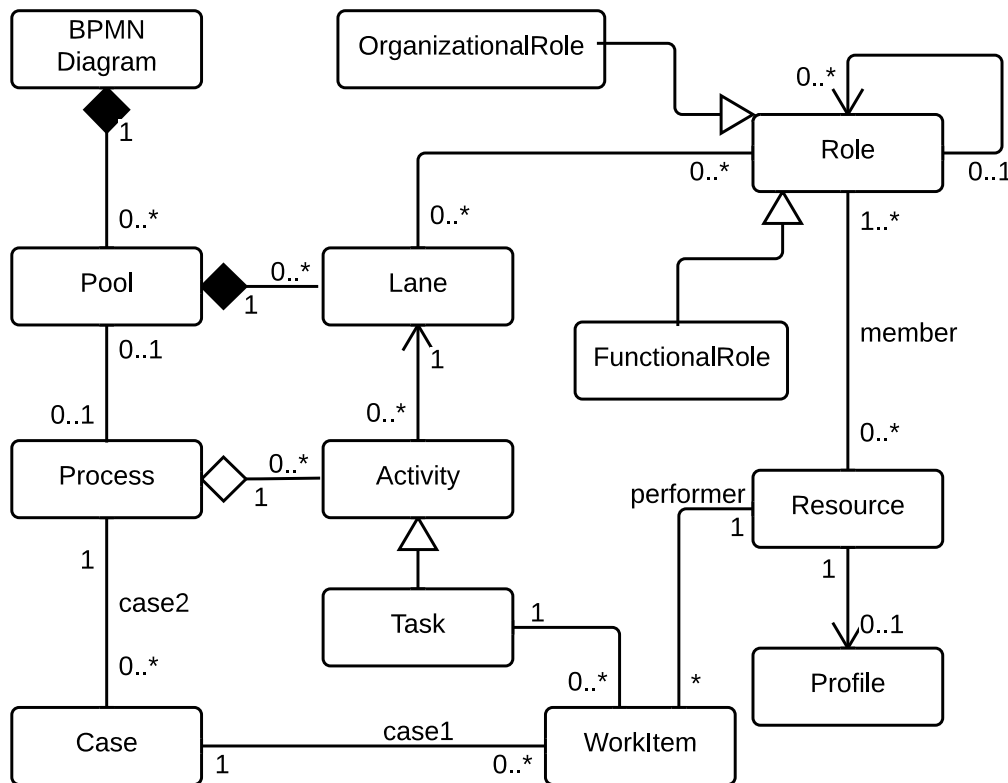 BPMN
Diagram
OrganizationalRole
0..*
1
Role
0..*
0..1
0..*
0..*
1..*
Pool
0..*
1
Lane
0..1
FunctionalRole
member
1
0..1
0..*
0..*
Process
0..*
1
Activity
performer
1
Resource
1
case2
0..*
Task
1
0..*
*
1
0..1
Profile
Case
1
case1
0..*
WorkItem